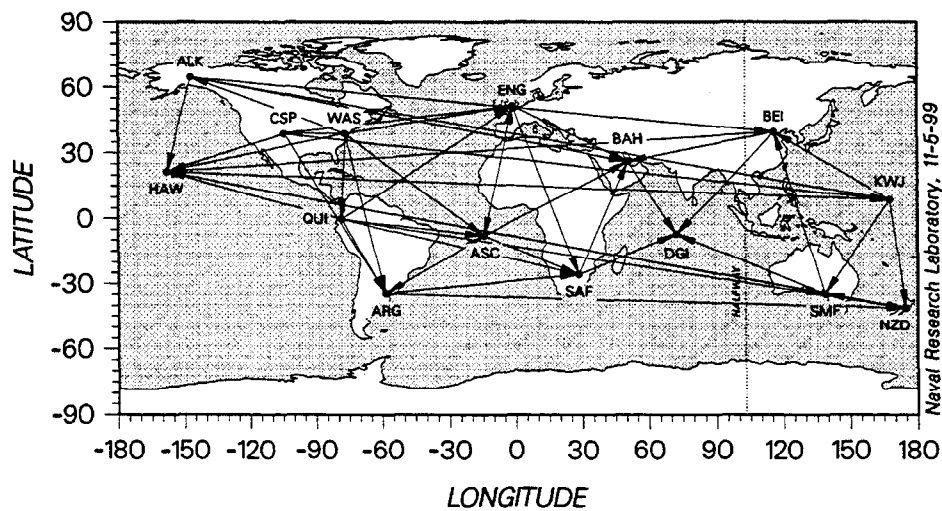 90
60
30
0
-30
-60
-90
LATITUDE
ALK
ENG
CSP
WAS
BAH
BEI
HAW
KWJ
QUI
ASC
DGI
SAF
ARG
HALFWAY
SMF
NZD
-180 -150 -120 -90 -60 -30 0 30 60 90 120 150 180
LONGITUDE
Naval Research Laboratory, 11-5-99